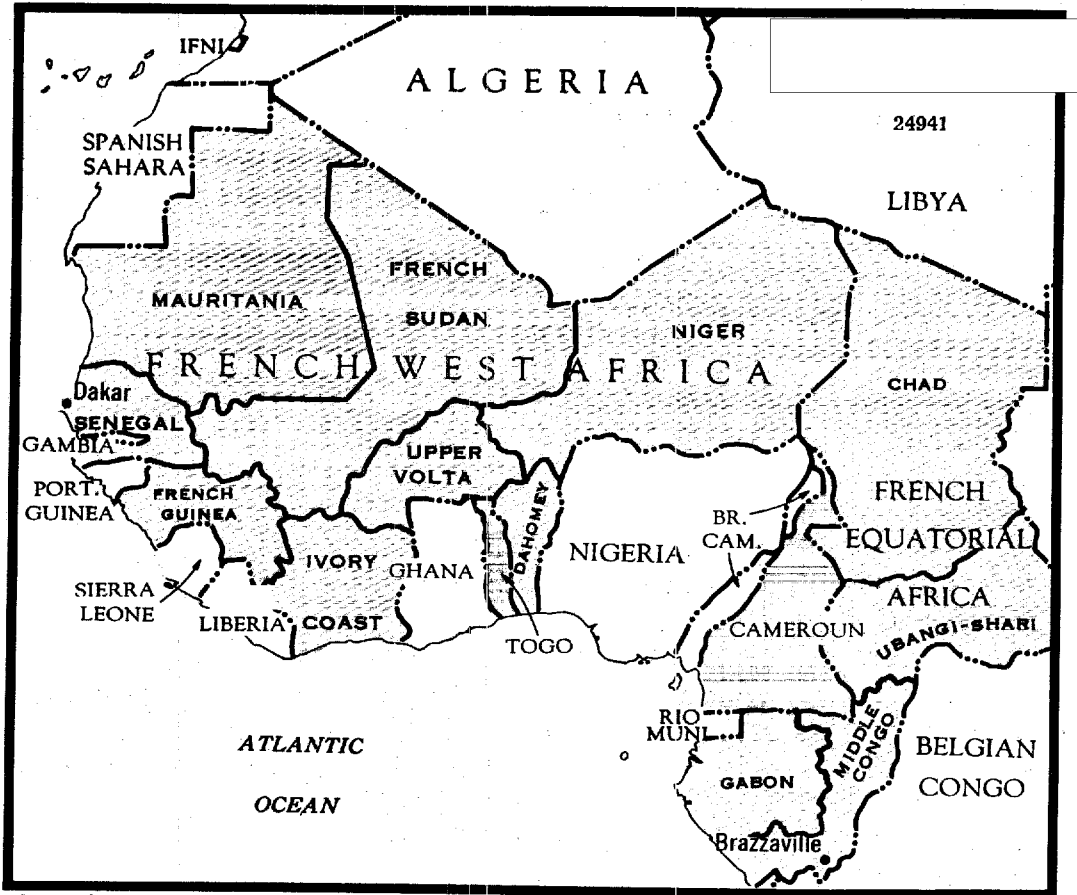 IFNI
ALGERIA
24941
SPANISH
SAHARA
LIBYA
FRENCH
SUDAN
MAURITANIA
NIGER
FRENCH WEST AFRICA
CHAD
Dakar
SENEGAL
GAMBIA
UPPER
VOLTA
PORT.
GUINEA
FRENCH
GUINEA
DAHOMEY
FRENCH
EQUATORIAL
AFRICA
BR.
CAM.
NIGERIA
IVORY
COAST
GHANA
SIERRA
LEONE
LIBERIA
TOGO
CAMEROUN
UBANGI-SHARI
RIO
MUNI
MIDDLE
CONGO
BELGIAN
CONGO
ATLANTIC
OCEAN
GABON
Brazzaville